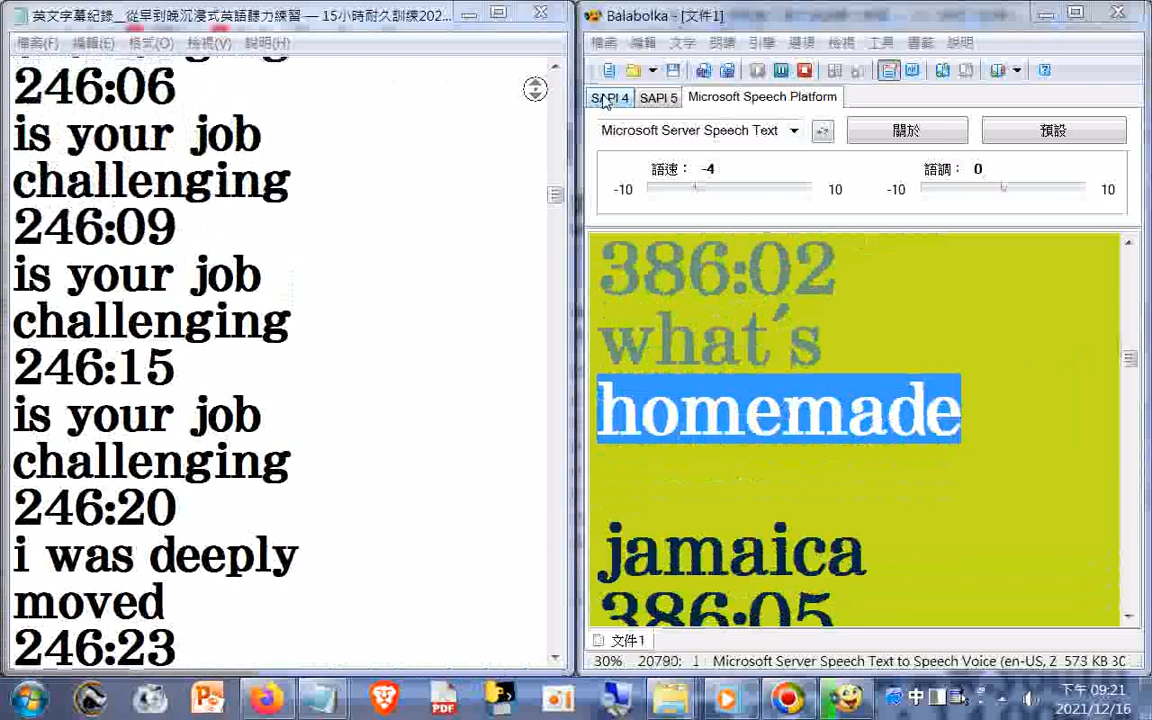 英文字幕紀錄__從早到晚沉浸式英語聽力練習 — 15小時耐久訓練202...
檔案(F) 編輯(E) 格式(O) 檢視(V) 說明(H)
246:06
is your job
challenging
246:09
is your job
challenging
246:15
is your job
challenging
246:20
i was deeply
moved
246:23
Balabolka - [文件1]
檔案 編輯 文字 朗讀 引擎 選項 檢視 工具 書籤 說明
SAPI 4 SAPI 5 Microsoft Speech Platform
Microsoft Server Speech Text 關於 預設
語速： -4 語調： 0
-10 10 -10 10
386:02
what´s
homemade
jamaica
386:05
文件1
30% 20790: 1 Microsoft Server Speech Text to Speech Voice (en-US, Z 573 KB 30
PDF 中 下午 09:21
2021/12/16